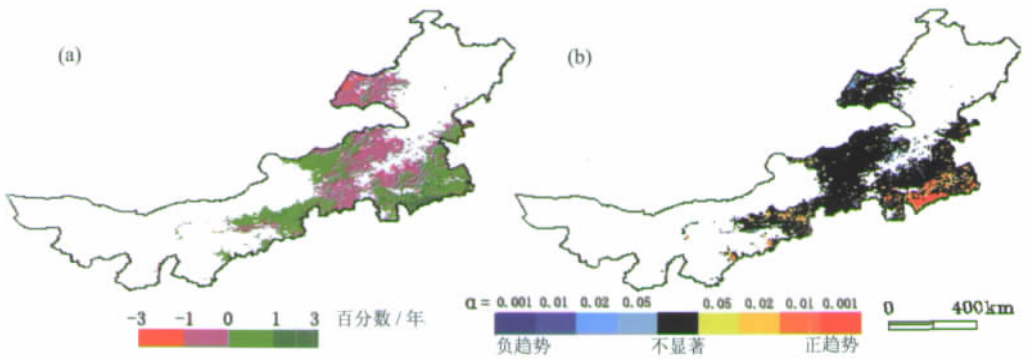 (a)
(b)
-3 -1 0 1 3 百分数 / 年
α = 0.001 0.01 0.02 0.05 0.05 0.02 0.01 0.001
负趋势 不显著 正趋势
0 400km